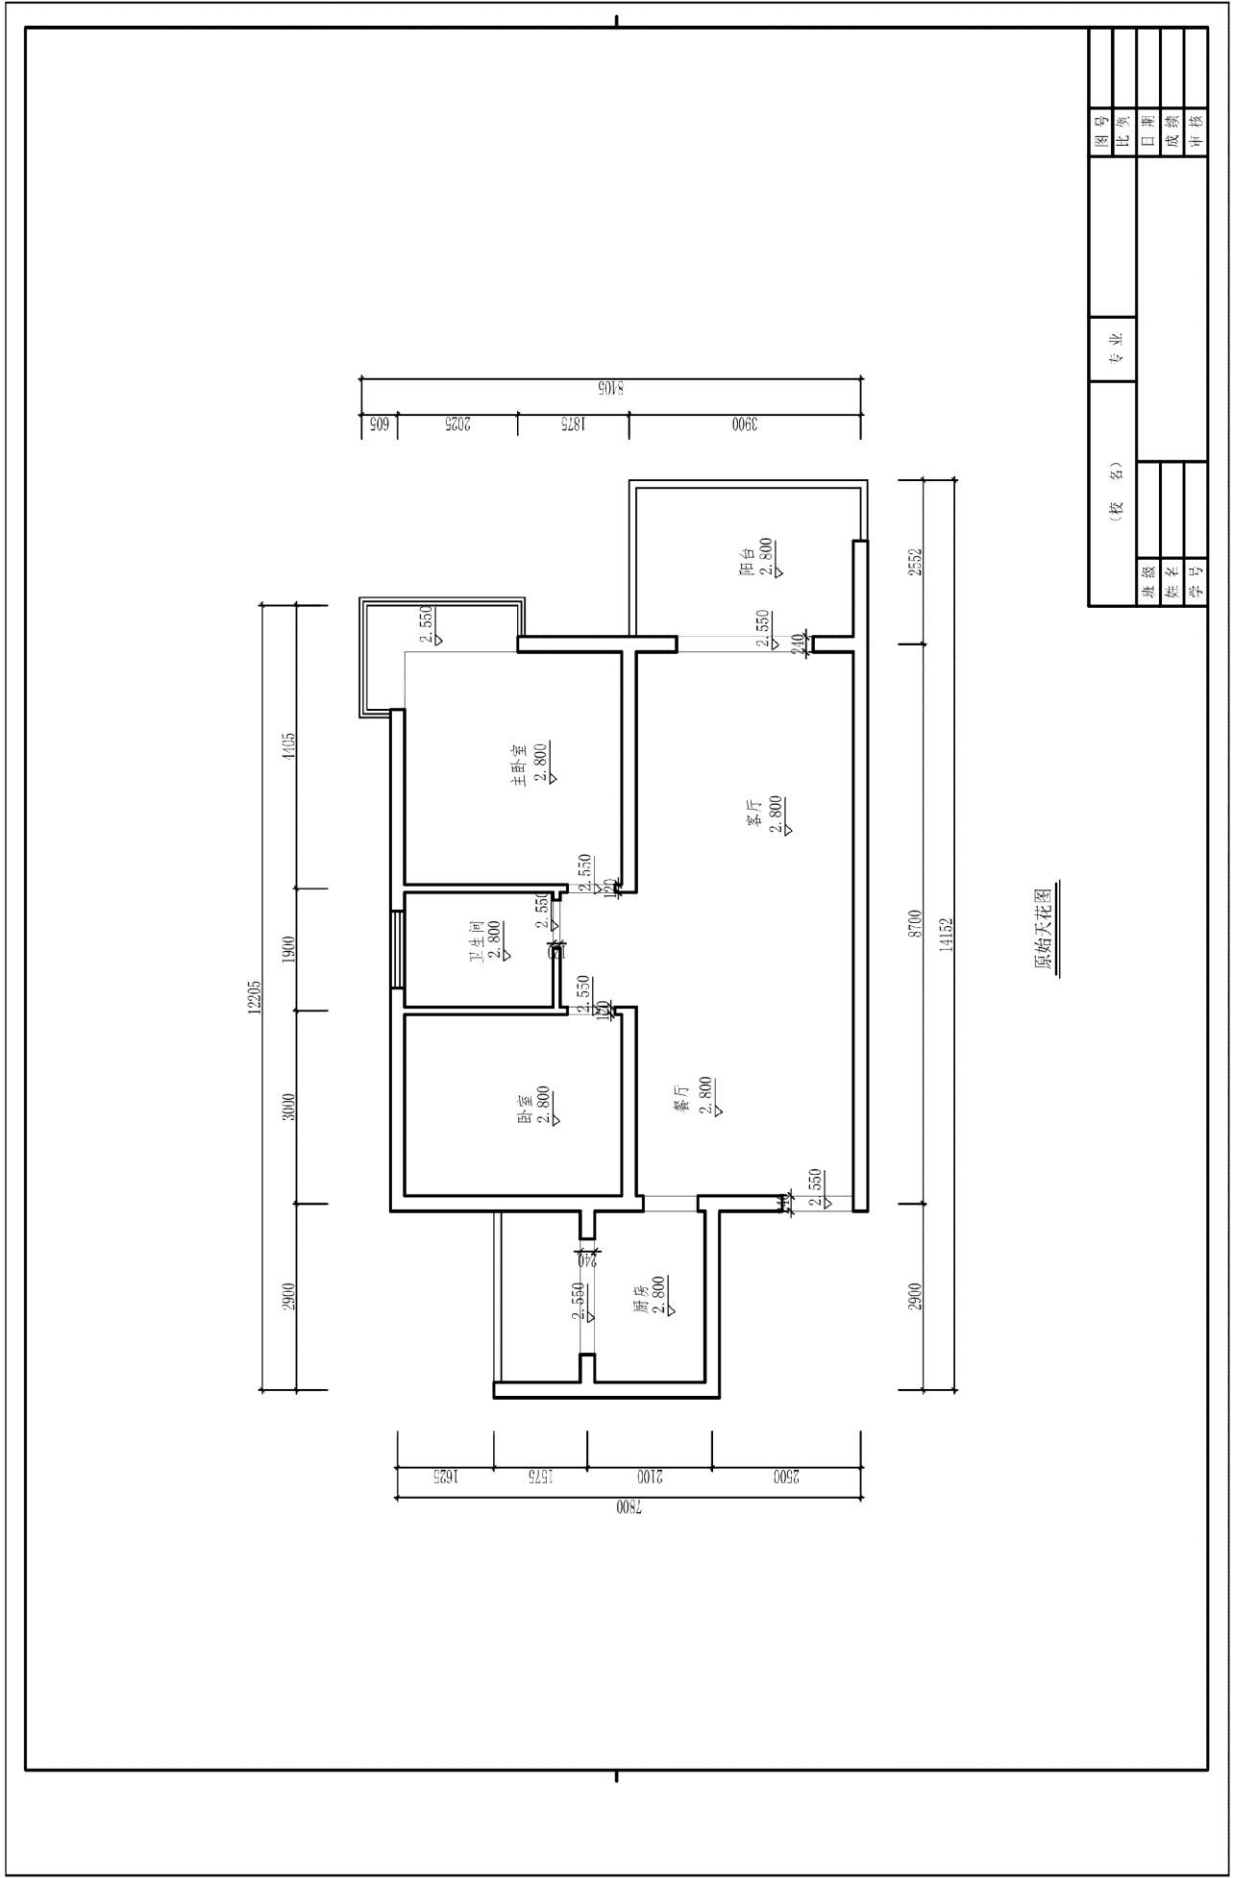 12205
2900
3000
1900
4405
7800
1625
1575
2100
2500
605
2025
1875
3900
8105
2.550
主卧室
2.800
卫生间
2.800
2.550
2.550
120
2.550
120
卧室
2.800
阳台
2.800
2.550
240
客厅
2.800
餐厅
2.800
2.550
240
2.550
240
厨房
2.800
2900
8700
2552
14152
原始天花图
(校 名)
专业
图号
比例
班级
姓名
学号
日期
成绩
审核